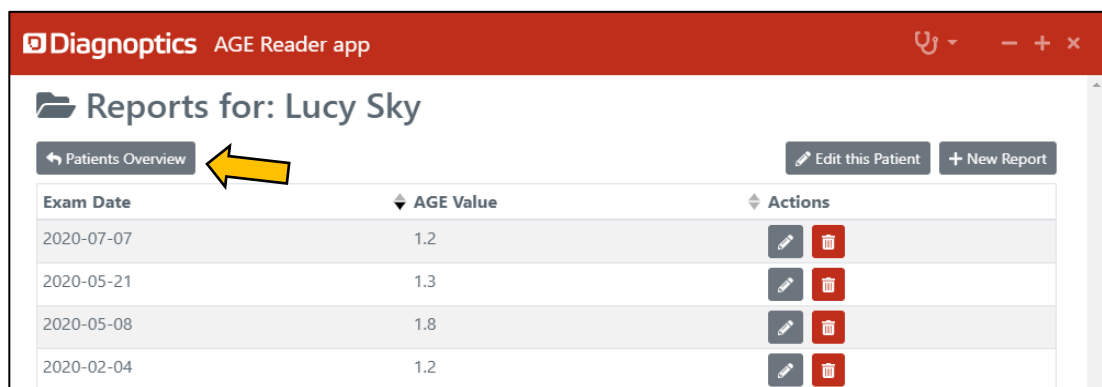 Diagnoptics AGE Reader app
Reports for: Lucy Sky
Patients Overview Edit this Patient + New Report
Exam Date AGE Value Actions
2020-07-07 1.2
2020-05-21 1.3
2020-05-08 1.8
2020-02-04 1.2